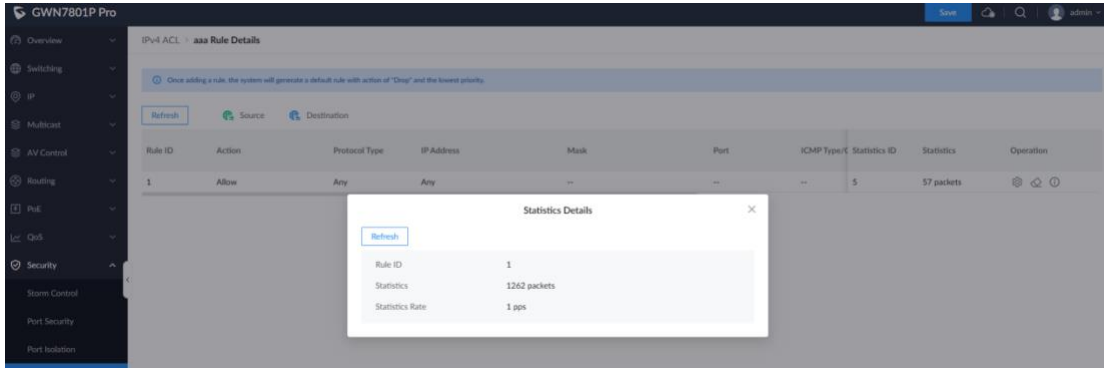 GWN7801P Pro
Save
admin
Overview
Switching
IP
Multicast
AV Control
Routing
PoE
QoS
Security
Storm Control
Port Security
Port Isolation
IPv4 ACL > aaa Rule Details
Once adding a rule, the system will generate a default rule with action of "Drop" and the lowest priority.
Refresh Source Destination
Rule ID Action Protocol Type IP Address Mask Port ICMP Type/C Statistics ID Statistics Operation
1 Allow Any Any -- -- -- 5 57 packets
Statistics Details
Refresh
Rule ID 1
Statistics 1262 packets
Statistics Rate 1 pps